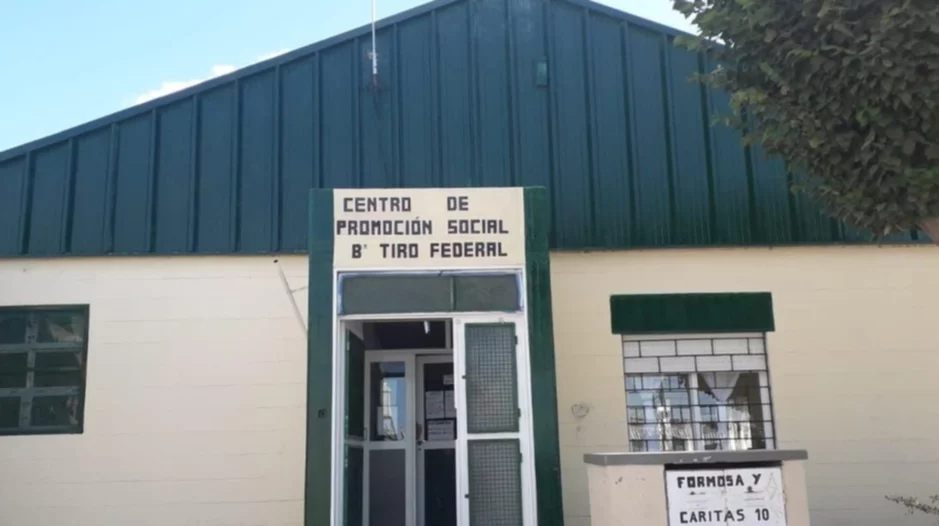 CENTRO DE
PROMOCIÓN SOCIAL
Bº TIRO FEDERAL
FORMOSA Y
CARITAS 10